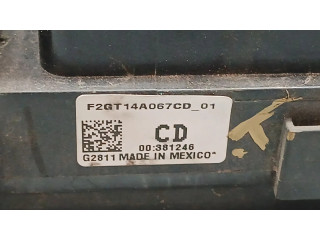 F2GT14A067CD_01
CD
00:381246
G2811 MADE IN MEXICO*